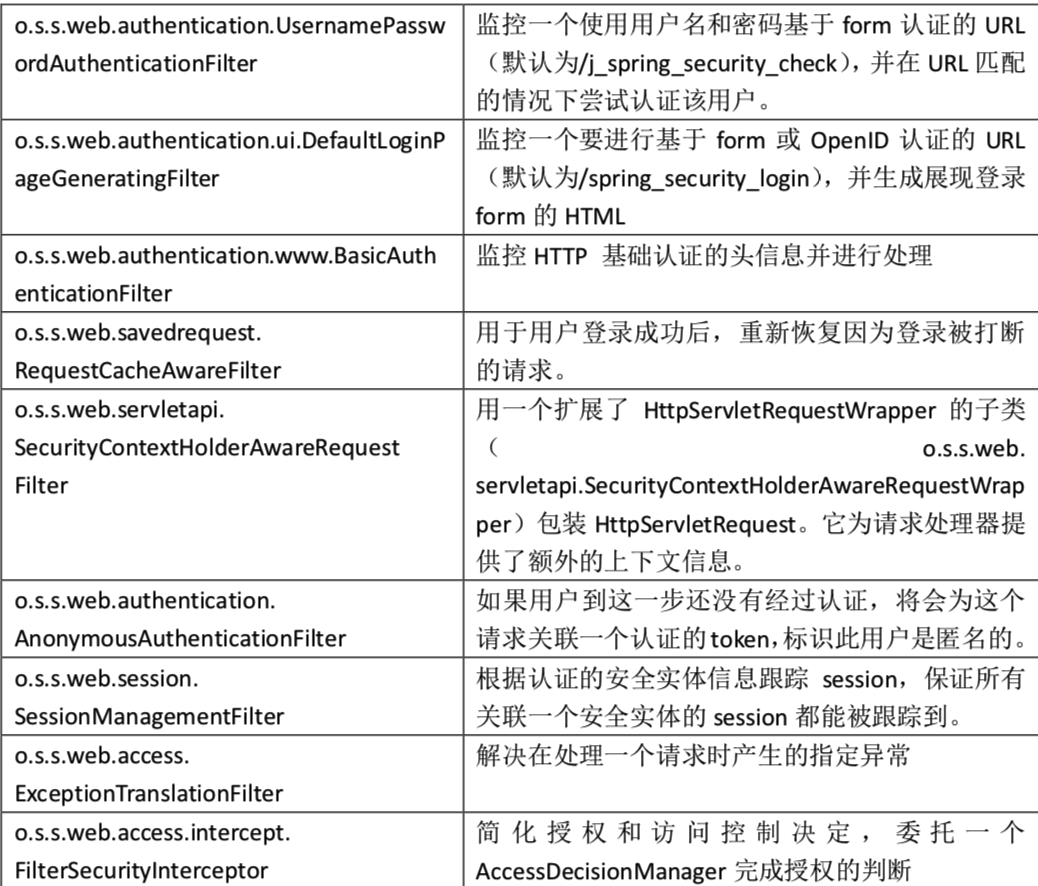 o.s.s.web.authentication.UsernamePassw
ordAuthenticationFilter
监控一个使用用户名和密码基于 form 认证的 URL
（默认为/j_spring_security_check），并在 URL 匹配
的情况下尝试认证该用户。
o.s.s.web.authentication.ui.DefaultLoginP
ageGeneratingFilter
监控一个要进行基于 form 或 OpenID 认证的 URL
（默认为/spring_security_login），并生成展现登录
form 的 HTML
o.s.s.web.authentication.www.BasicAuth
enticationFilter
监控 HTTP 基础认证的头信息并进行处理
o.s.s.web.savedrequest.
RequestCacheAwareFilter
用于用户登录成功后，重新恢复因为登录被打断
的请求。
o.s.s.web.servletapi.
SecurityContextHolderAwareRequest
Filter
用一个扩展了 HttpServletRequestWrapper 的子类
（ o.s.s.web.
servletapi.SecurityContextHolderAwareRequestWrap
per）包装 HttpServletRequest。它为请求处理器提
供了额外的上下文信息。
o.s.s.web.authentication.
AnonymousAuthenticationFilter
如果用户到这一步还没有经过认证，将会为这个
请求关联一个认证的 token，标识此用户是匿名的。
o.s.s.web.session.
SessionManagementFilter
根据认证的安全实体信息跟踪 session，保证所有
关联一个安全实体的 session 都能被跟踪到。
o.s.s.web.access.
ExceptionTranslationFilter
解决在处理一个请求时产生的指定异常
o.s.s.web.access.intercept.
FilterSecurityInterceptor
简化授权和访问控制决定，委托一个
AccessDecisionManager 完成授权的判断